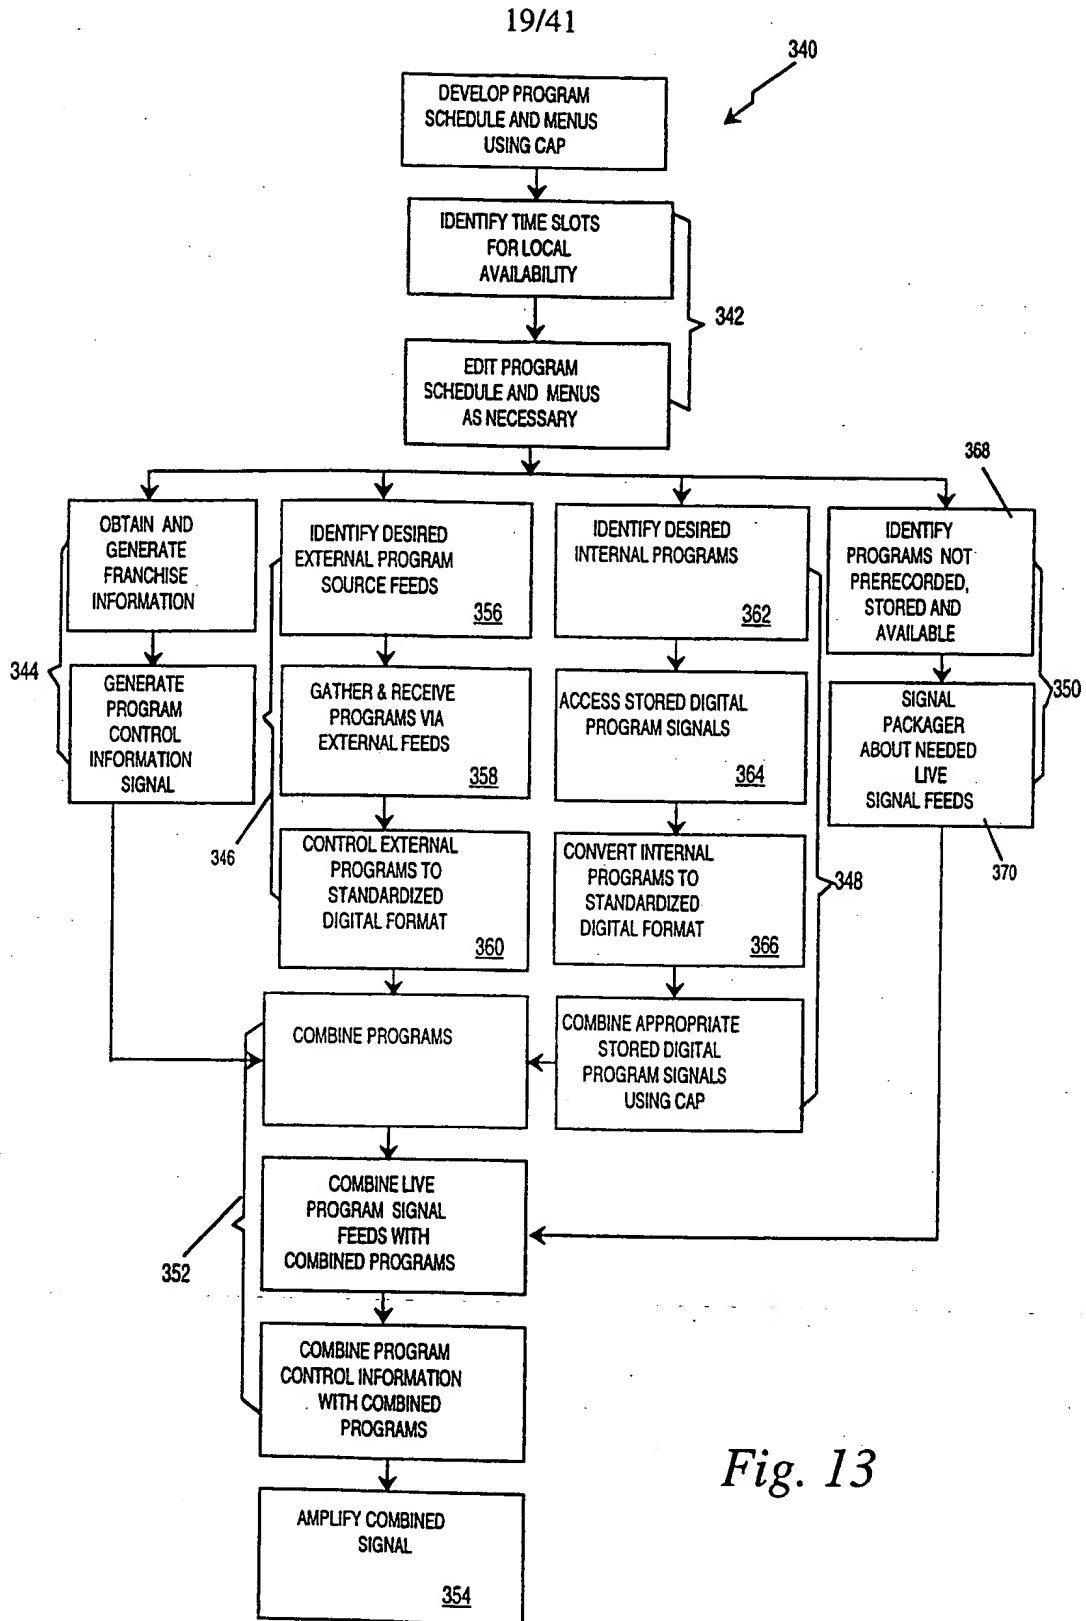 19/41
340
DEVELOP PROGRAM
SCHEDULE AND MENUS
USING CAP
IDENTIFY TIME SLOTS
FOR LOCAL
AVAILABILITY
342
EDIT PROGRAM
SCHEDULE AND MENUS
AS NECESSARY
368
OBTAIN AND
GENERATE
FRANCHISE
INFORMATION
IDENTIFY DESIRED
EXTERNAL PROGRAM
SOURCE FEEDS
356
IDENTIFY DESIRED
INTERNAL PROGRAMS
362
IDENTIFY
PROGRAMS NOT
PRERECORDED,
STORED AND
AVAILABLE
344
350
GENERATE
PROGRAM
CONTROL
INFORMATION
SIGNAL
GATHER & RECEIVE
PROGRAMS VIA
EXTERNAL FEEDS
358
ACCESS STORED DIGITAL
PROGRAM SIGNALS
364
SIGNAL
PACKAGER
ABOUT NEEDED
LIVE
SIGNAL FEEDS
346
CONTROL EXTERNAL
PROGRAMS TO
STANDARDIZED
DIGITAL FORMAT
360
CONVERT INTERNAL
PROGRAMS TO
STANDARDIZED
DIGITAL FORMAT
366
348
370
COMBINE PROGRAMS
COMBINE APPROPRIATE
STORED DIGITAL
PROGRAM SIGNALS
USING CAP
COMBINE LIVE
PROGRAM SIGNAL
FEEDS WITH
COMBINED PROGRAMS
352
COMBINE PROGRAM
CONTROL INFORMATION
WITH COMBINED
PROGRAMS
Fig. 13
AMPLIFY COMBINED
SIGNAL
354